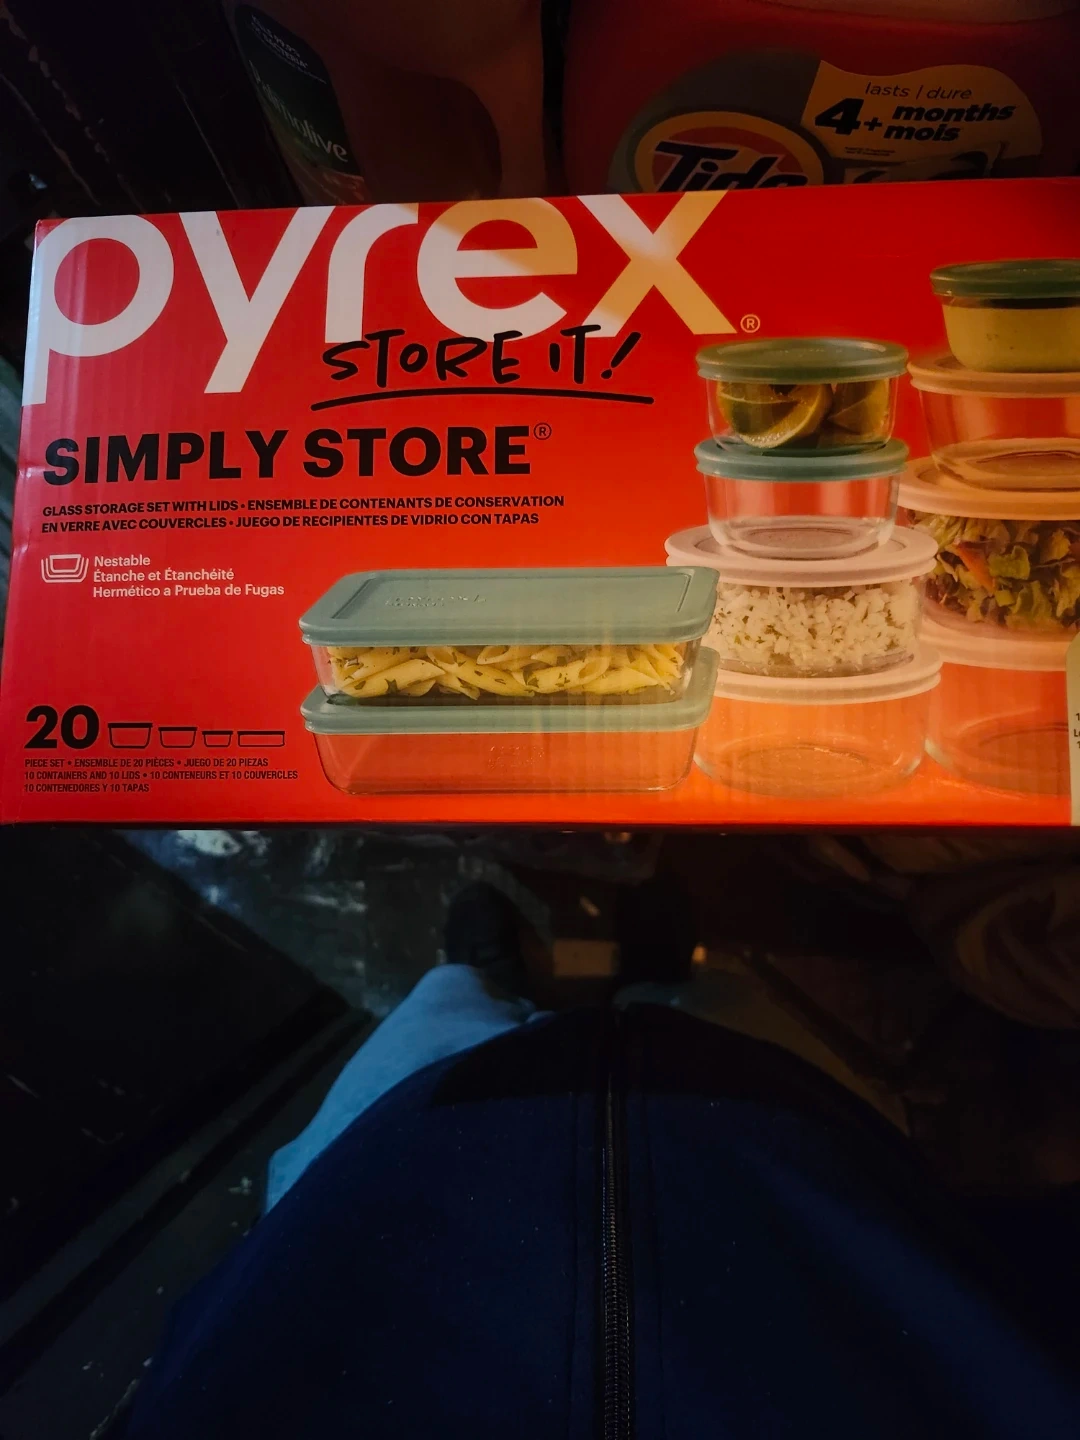 Palmolive
lasts / dure
4+ months
mois
Tide
pyrex®
STORE IT!
SIMPLY STORE®
GLASS STORAGE SET WITH LIDS • ENSEMBLE DE CONTENANTS DE CONSERVATION
EN VERRE AVEC COUVERCLES • JUEGO DE RECIPIENTES DE VIDRIO CON TAPAS
Nestable
Étanche et Étanchéité
Hermético a Prueba de Fugas
20
PIECE SET • ENSEMBLE DE 20 PIÈCES • JUEGO DE 20 PIEZAS
10 CONTAINERS AND 10 LIDS • 10 CONTENEURS ET 10 COUVERCLES
10 CONTENEDORES Y 10 TAPAS